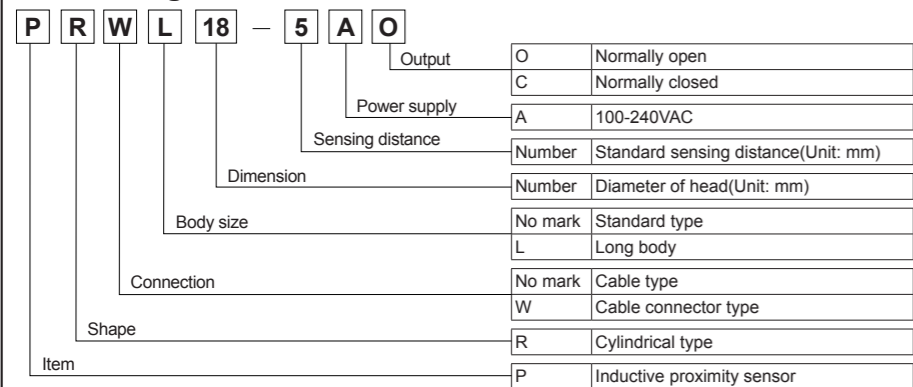 P R W L 18 – 5 A O
Output
O Normally open
C Normally closed
Power supply
A 100-240VAC
Sensing distance
Number Standard sensing distance(Unit: mm)
Dimension
Number Diameter of head(Unit: mm)
Body size
No mark Standard type
L Long body
Connection
No mark Cable type
W Cable connector type
Shape
R Cylindrical type
Item
P Inductive proximity sensor